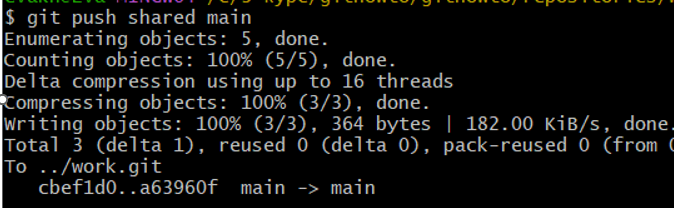 $ git push shared main
Enumerating objects: 5, done.
Counting objects: 100% (5/5), done.
Delta compression using up to 16 threads
Compressing objects: 100% (3/3), done.
Writing objects: 100% (3/3), 364 bytes | 182.00 KiB/s, done.
Total 3 (delta 1), reused 0 (delta 0), pack-reused 0 (from
To ../work.git
cbef1d0..a63960f main -> main